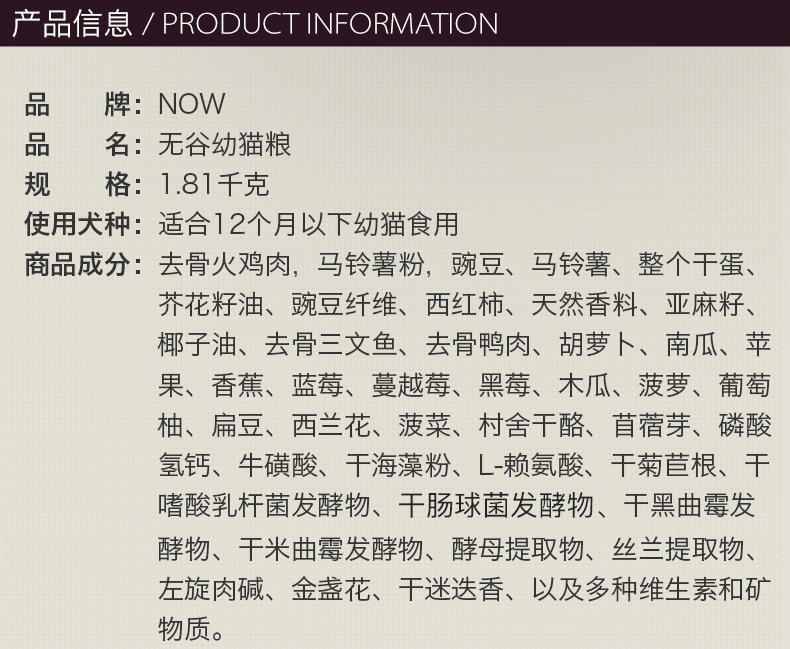 产品信息 / PRODUCT INFORMATION
品 牌：NOW
品 名：无谷幼猫粮
规 格：1.81千克
使用犬种：适合12个月以下幼猫食用
商品成分：去骨火鸡肉，马铃薯粉，豌豆、马铃薯、整个干蛋、
芥花籽油、豌豆纤维、西红柿、天然香料、亚麻籽、
椰子油、去骨三文鱼、去骨鸭肉、胡萝卜、南瓜、苹
果、香蕉、蓝莓、蔓越莓、黑莓、木瓜、菠萝、葡萄
柚、扁豆、西兰花、菠菜、村舍干酪、苜蓿芽、磷酸
氢钙、牛磺酸、干海藻粉、L-赖氨酸、干菊苣根、干
嗜酸乳杆菌发酵物、干肠球菌发酵物、干黑曲霉发
酵物、干米曲霉发酵物、酵母提取物、丝兰提取物、
左旋肉碱、金盏花、干迷迭香、以及多种维生素和矿
物质。